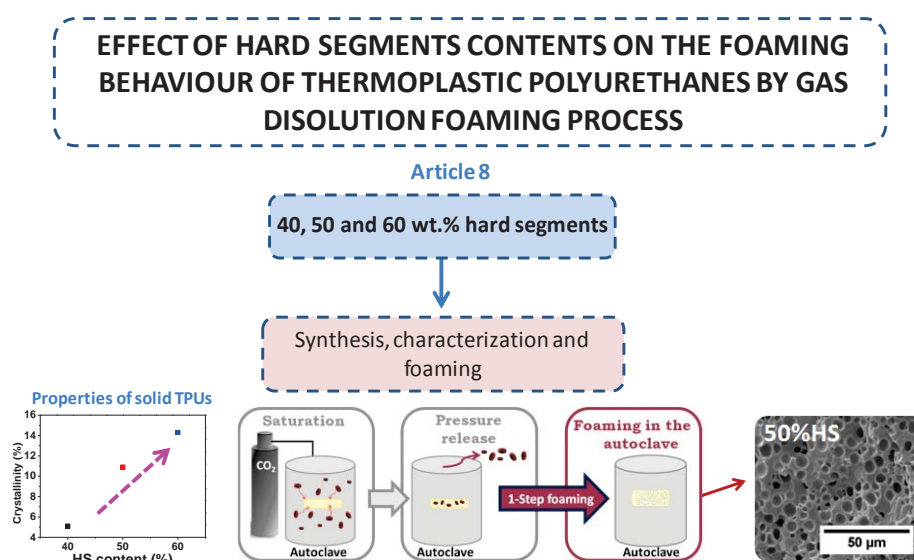 EFFECT OF HARD SEGMENTS CONTENTS ON THE FOAMING
BEHAVIOUR OF THERMOPLASTIC POLYURETHANES BY GAS
DISOLUTION FOAMING PROCESS
Article 8
40, 50 and 60 wt.% hard segments
Synthesis, characterization and
foaming
Properties of solid TPUs
16
14
12
10
8
6
4
Crystallinity (%)
40
50
60
HS content (%)
Saturation
CO2
Autoclave
Pressure
release
Autoclave
1-Step foaming
Foaming in the
autoclave
Autoclave
50%HS
50 µm